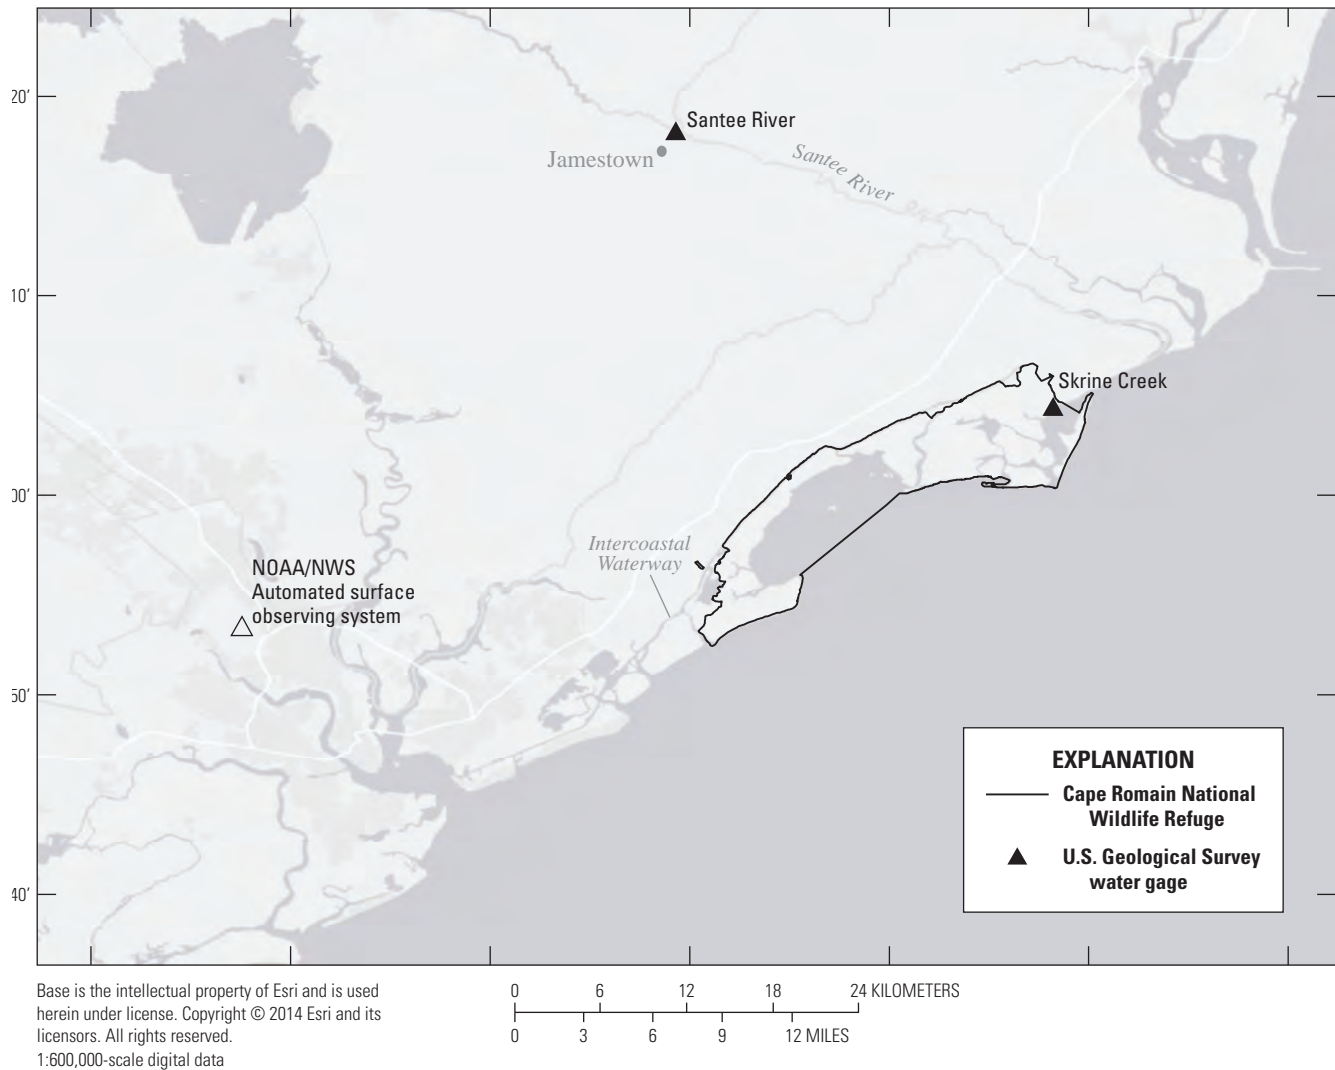 20′
Santee River
Jamestown
Santee River
10′
Skrine Creek
00′
Intercoastal
Waterway
NOAA/NWS
Automated surface
observing system
50′
EXPLANATION
Cape Romain National
Wildlife Refuge
U.S. Geological Survey
water gage
40′
Base is the intellectual property of Esri and is used
herein under license. Copyright © 2014 Esri and its
licensors. All rights reserved.
1:600,000-scale digital data
0 6 12 18 24 KILOMETERS
0 3 6 9 12 MILES